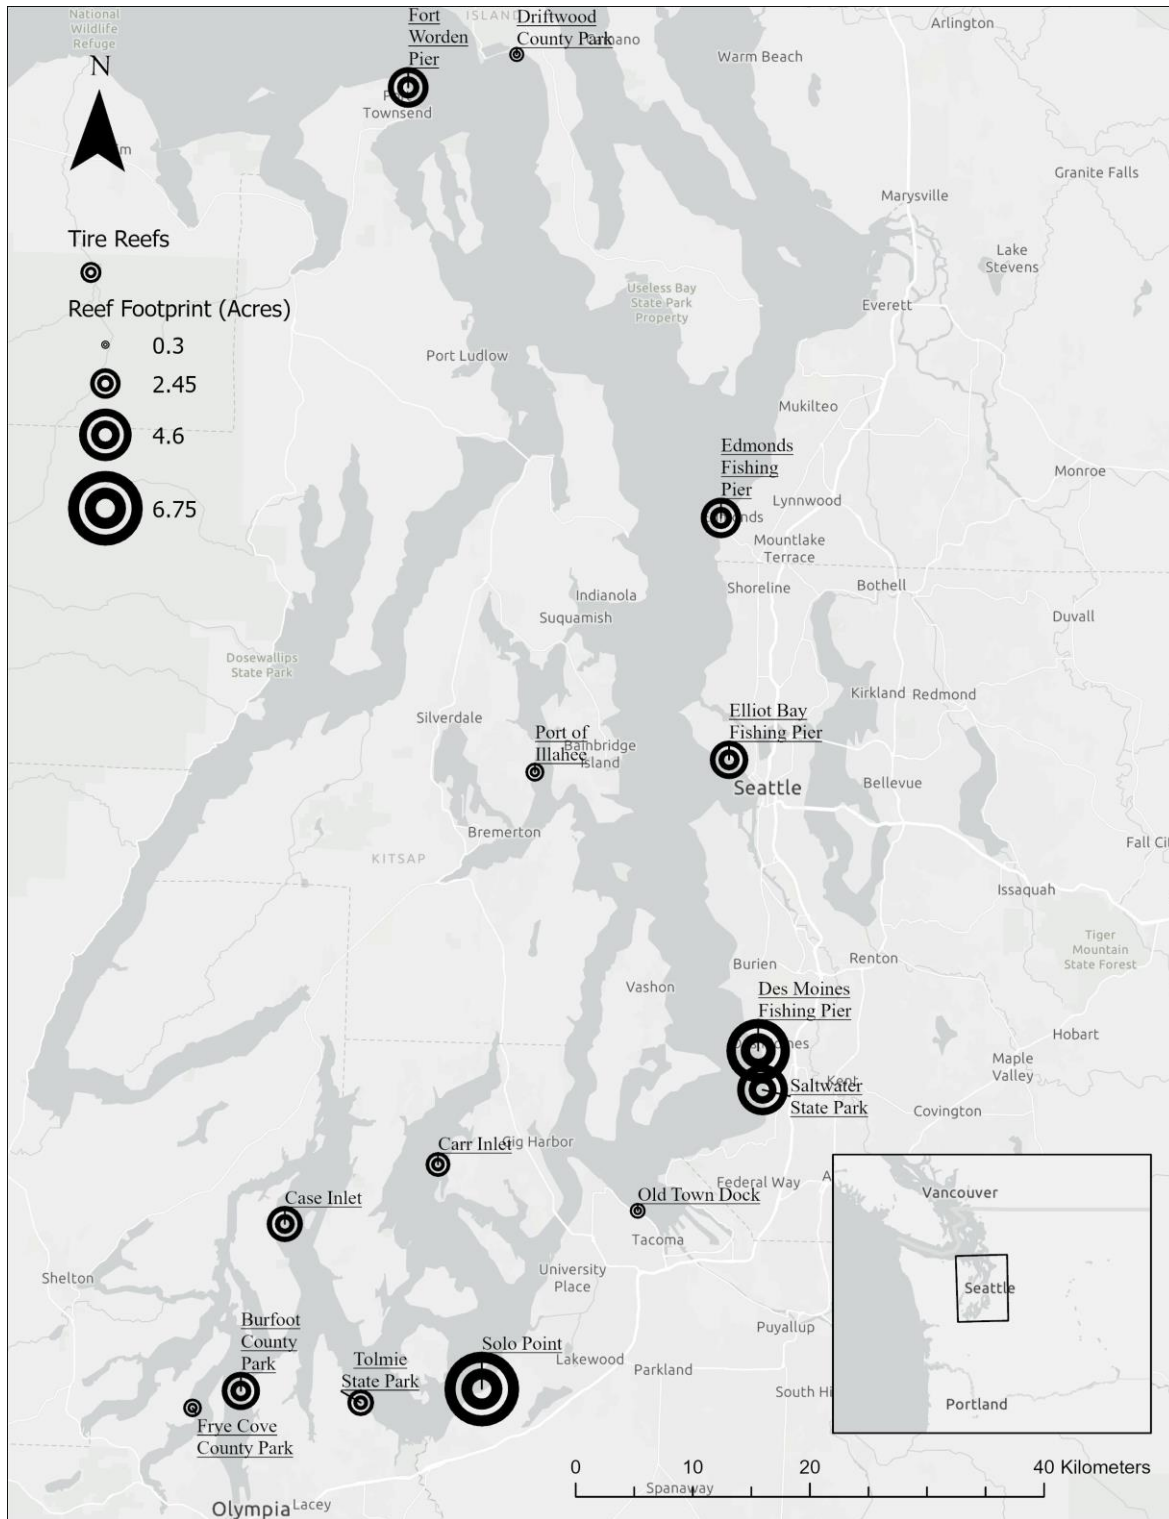 National
Wildlife
Refuge
N
Tire Reefs
Reef Footprint (Acres)
0.3
2.45
4.6
6.75
ISLAND
Fort
Worden
Pier
Townsend
Driftwood
County Park
Arlington
Warm Beach
Granite Falls
Marysville
Lake
Stevens
Useless Bay
State Park
Property
Everett
Port Ludlow
Mukilteo
Edmonds
Fishing
Pier
Monroe
Lynnwood
Mountlake
Terrace
Shoreline
Bothell
Indianola
Suquamish
Duvall
Dosewallips
State Park
Silverdale
Kirkland
Redmond
Elliot Bay
Fishing Pier
Port of
Illahee
Bainbridge
Island
Seattle
Bellevue
Bremerton
KITSAP
Fall Cit
Issaquah
Tiger
Mountain
State Forest
Burien
Renton
Vashon
Des Moines
Fishing Pier
Hobart
Maple
Valley
Kent
Saltwater
State Park
Covington
Carr Inlet
Gig Harbor
Case Inlet
Old Town Dock
Federal Way
A
Tacoma
University
Place
Shelton
Burfoot
County
Park
Tolmie
State Park
Solo Point
Lakewood
Parkland
Puyallup
South Hi
Frye Cove
County Park
Olympia
Lacey
Spanaway
Vancouver
Seattle
Portland
0 10 20 40 Kilometers